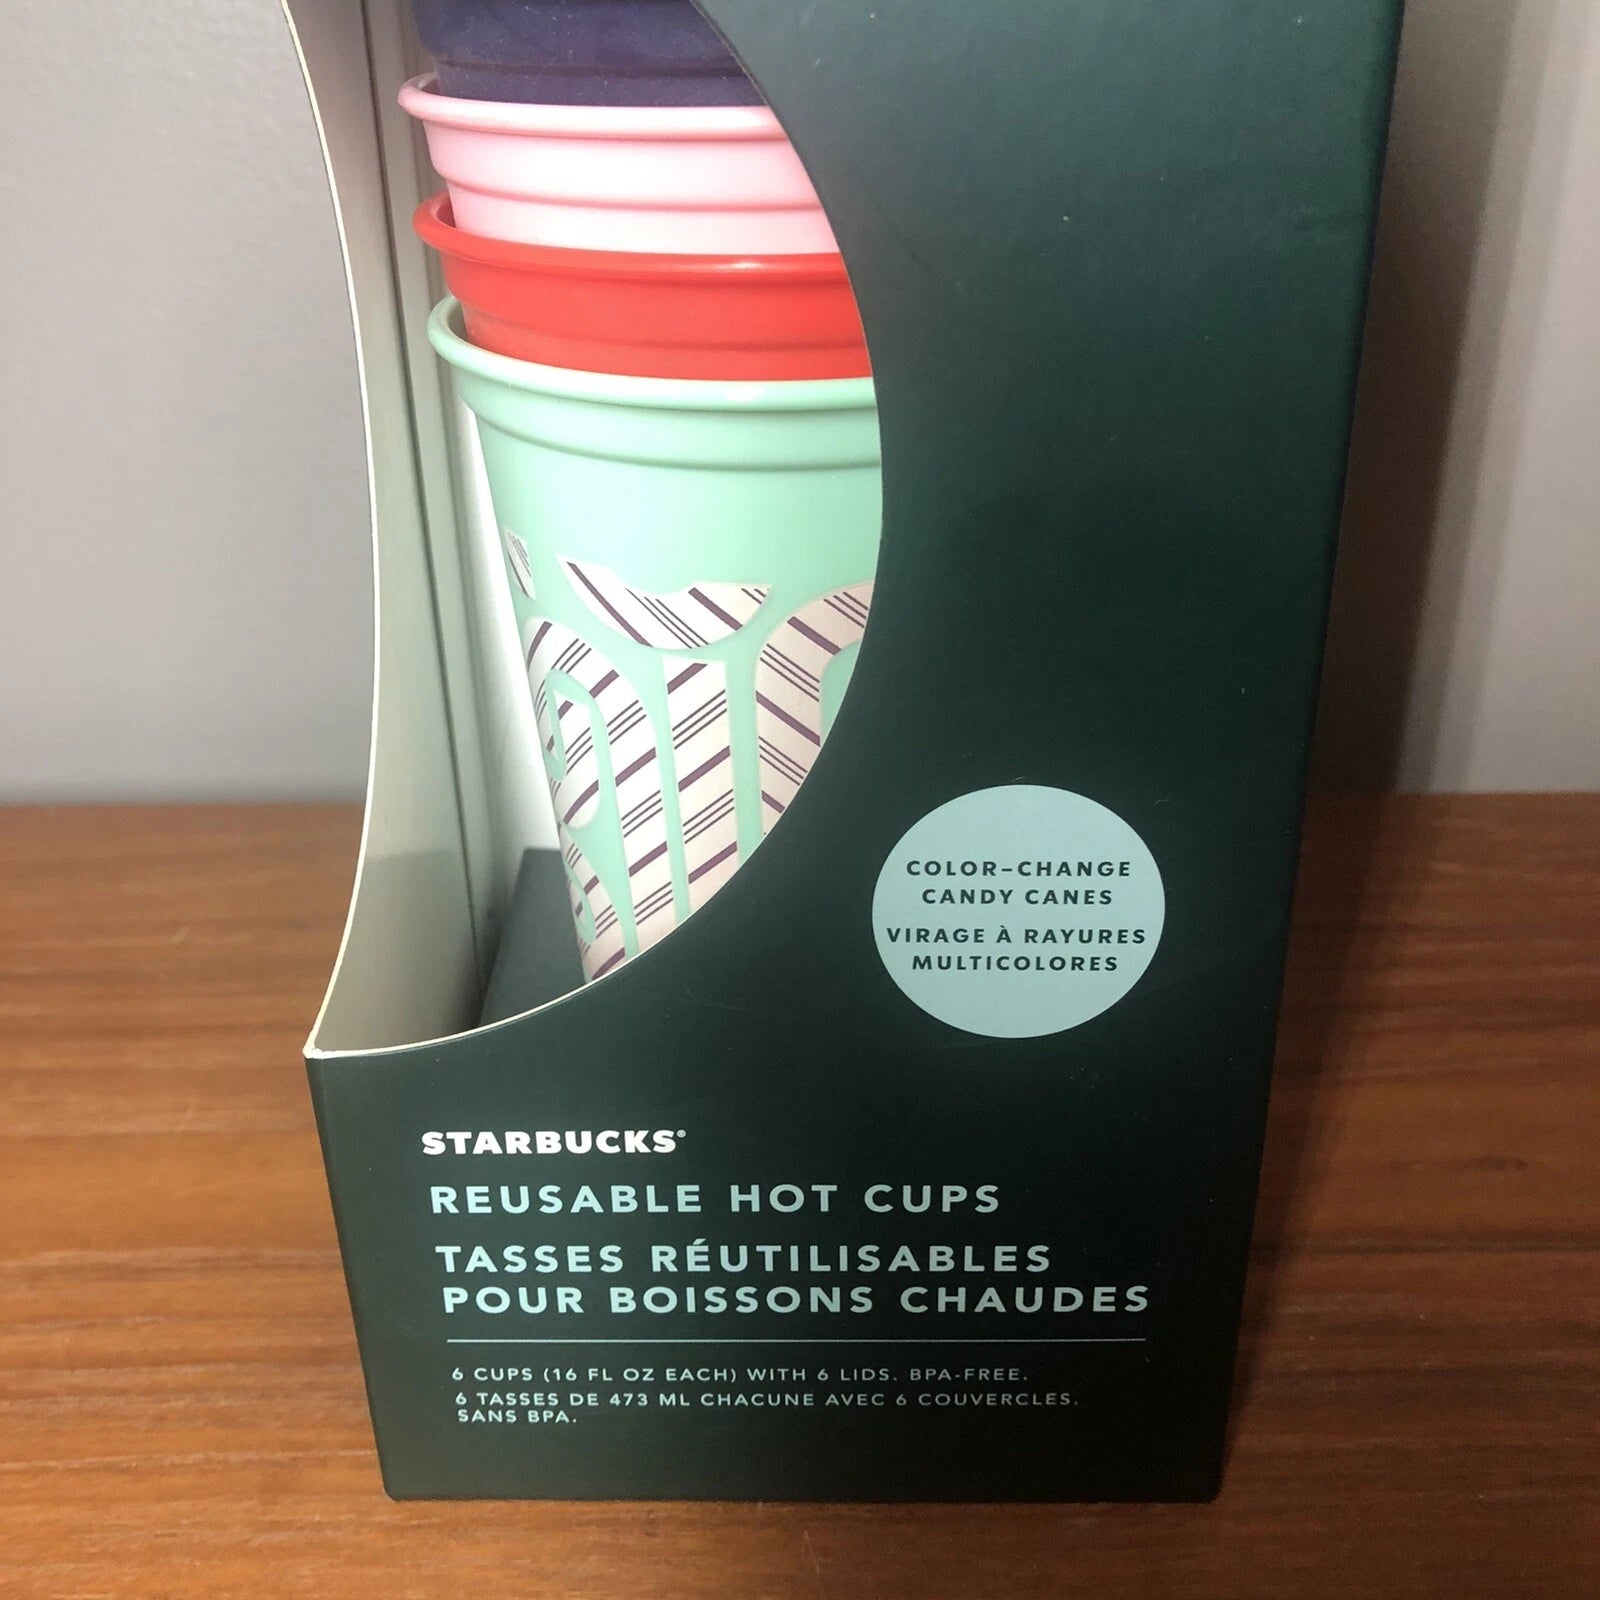 COLOR-CHANGE
CANDY CANES
VIRAGE À RAYURES
MULTICOLORES
STARBUCKS®
REUSABLE HOT CUPS
TASSES RÉUTILISABLES
POUR BOISSONS CHAUDES
6 CUPS (16 FL OZ EACH) WITH 6 LIDS. BPA-FREE.
6 TASSES DE 473 ML CHACUNE AVEC 6 COUVERCLES.
SANS BPA.